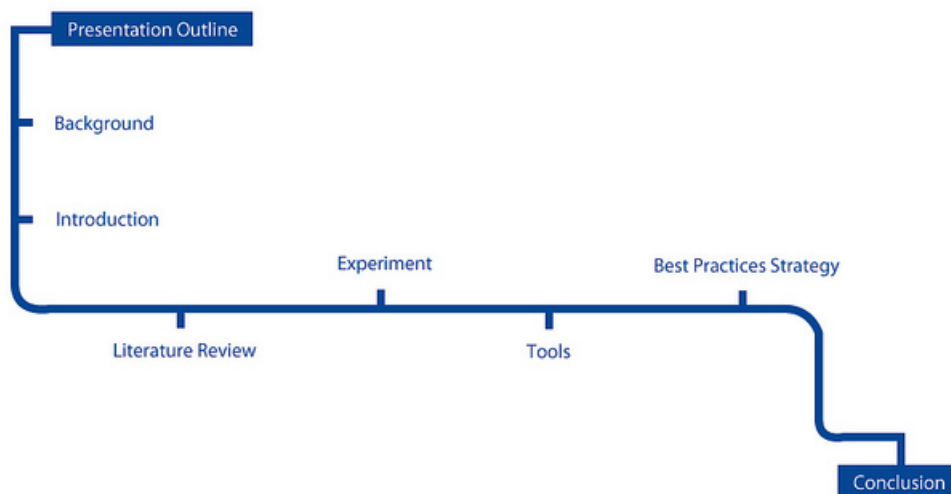 Presentation Outline
Background
Introduction
Literature Review
Experiment
Tools
Best Practices Strategy
Conclusion